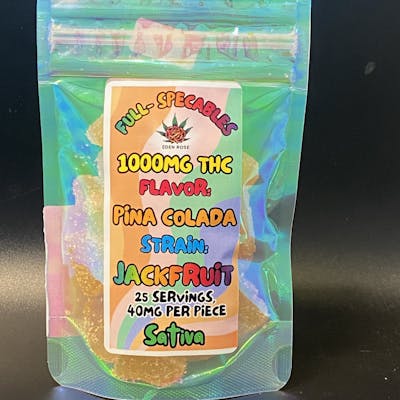 FULL-SPECABLES
EDEN ROSE
1000MG THC
FLAVOR:
PINA COLADA
STRAIN:
JACKFRUIT
25 SERVINGS,
40MG PER PIECE
Sativa